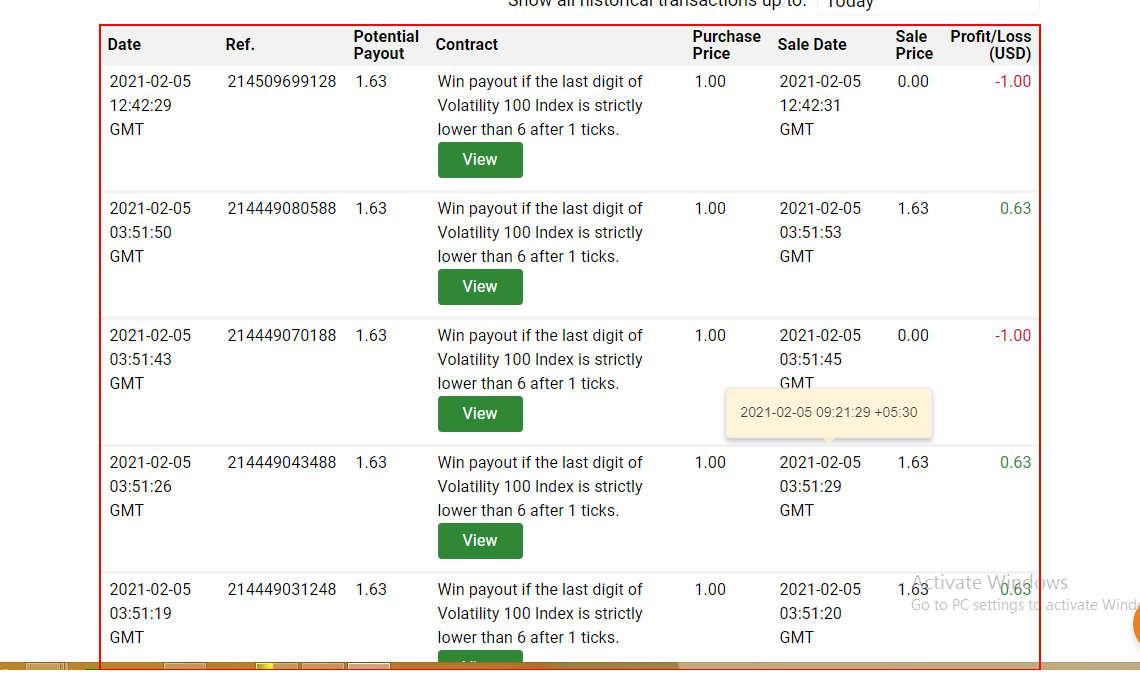 Show all historical transactions up to: Today
Date Ref. Potential Payout Contract Purchase Price Sale Date Sale Price Profit/Loss (USD)
2021-02-05 214509699128 1.63 Win payout if the last digit of 1.00 2021-02-05 0.00 -1.00
12:42:29 Volatility 100 Index is strictly 12:42:31
GMT lower than 6 after 1 ticks. GMT
View
2021-02-05 214449080588 1.63 Win payout if the last digit of 1.00 2021-02-05 1.63 0.63
03:51:50 Volatility 100 Index is strictly 03:51:53
GMT lower than 6 after 1 ticks. GMT
View
2021-02-05 214449070188 1.63 Win payout if the last digit of 1.00 2021-02-05 0.00 -1.00
03:51:43 Volatility 100 Index is strictly 03:51:45
GMT lower than 6 after 1 ticks. GMT
View
2021-02-05 09:21:29 +05:30
2021-02-05 214449043488 1.63 Win payout if the last digit of 1.00 2021-02-05 1.63 0.63
03:51:26 Volatility 100 Index is strictly 03:51:29
GMT lower than 6 after 1 ticks. GMT
View
2021-02-05 214449031248 1.63 Win payout if the last digit of 1.00 2021-02-05 1.63 0.63
03:51:19 Volatility 100 Index is strictly 03:51:20
GMT lower than 6 after 1 ticks. GMT
Activate Windows
Go to PC settings to activate